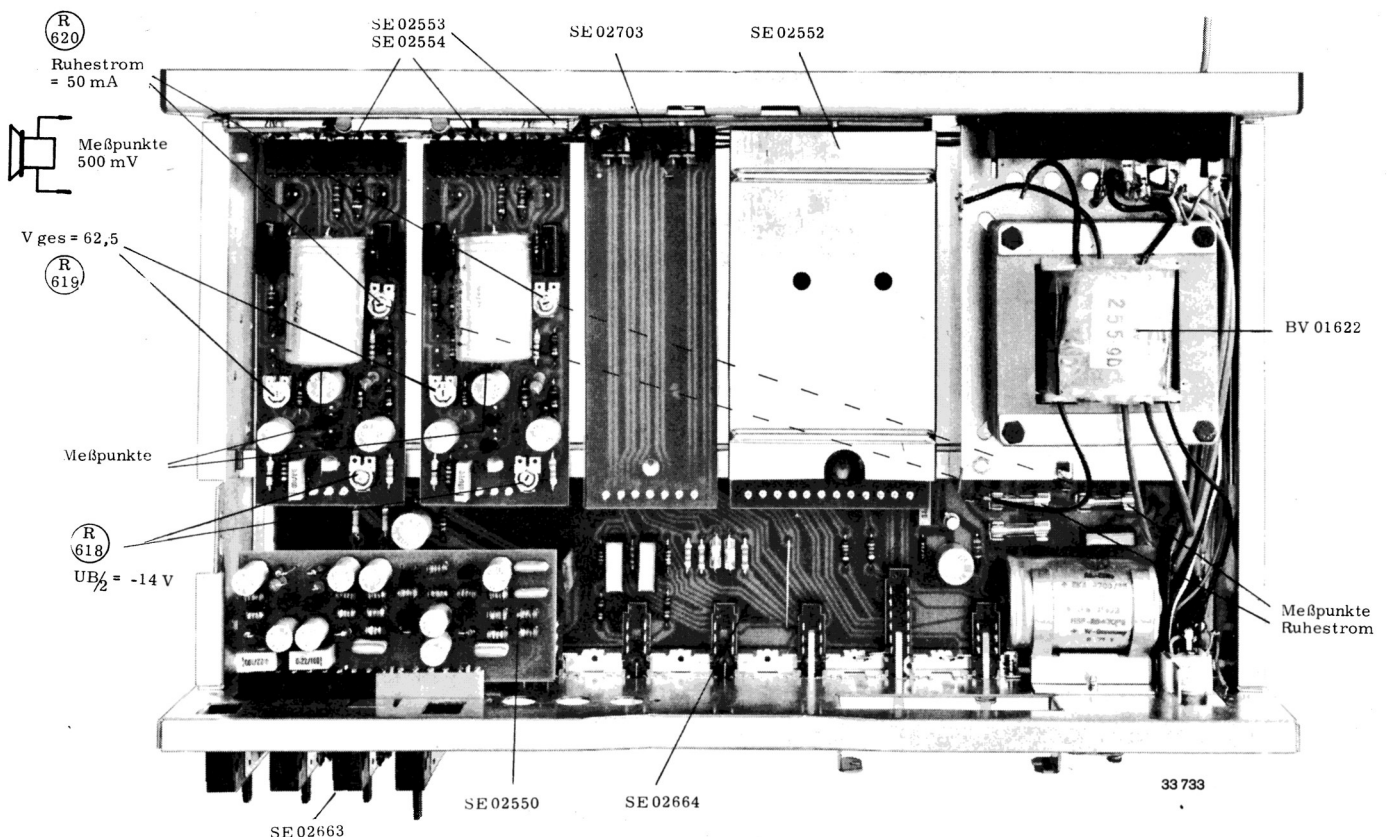 R
620
Ruhestrom
= 50 mA
SE 02553
SE 02554
SE 02703
SE 02552
Meßpunkte
500 mV
V ges = 62,5
R
619
2559D
BV 01622
Meßpunkte
R
618
UB/2 = -14 V
Meßpunkte
Ruhestrom
SE 02663
SE 02550
SE 02664
33 733